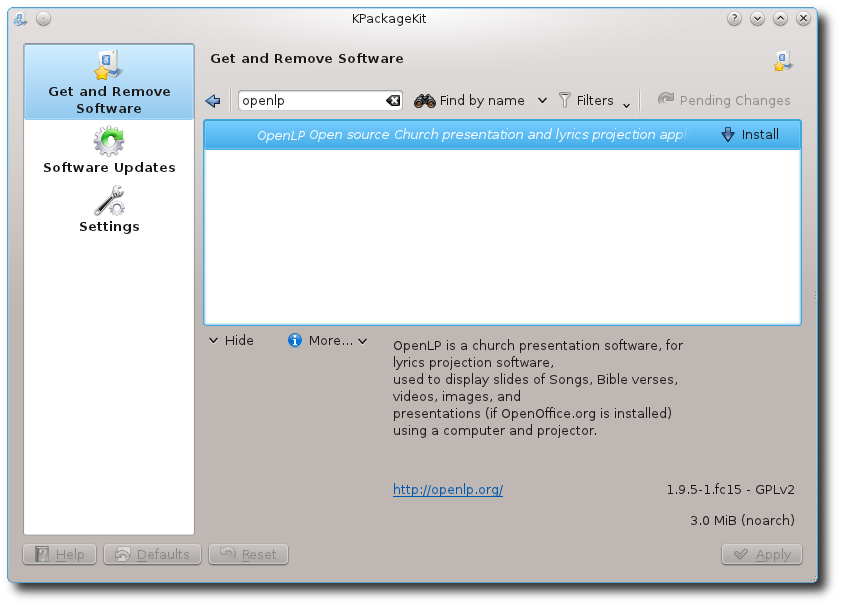 KPackageKit
Get and Remove
Software
Software Updates
Settings
Get and Remove Software
openlp
Find by name
Filters
Pending Changes
OpenLP Open source Church presentation and lyrics projection appl
Install
Hide
More...
OpenLP is a church presentation software, for
lyrics projection software,
used to display slides of Songs, Bible verses,
videos, images, and
presentations (if OpenOffice.org is installed)
using a computer and projector.
http://openlp.org/
1.9.5-1.fc15 - GPLv2
3.0 MiB (noarch)
Help
Defaults
Reset
Apply